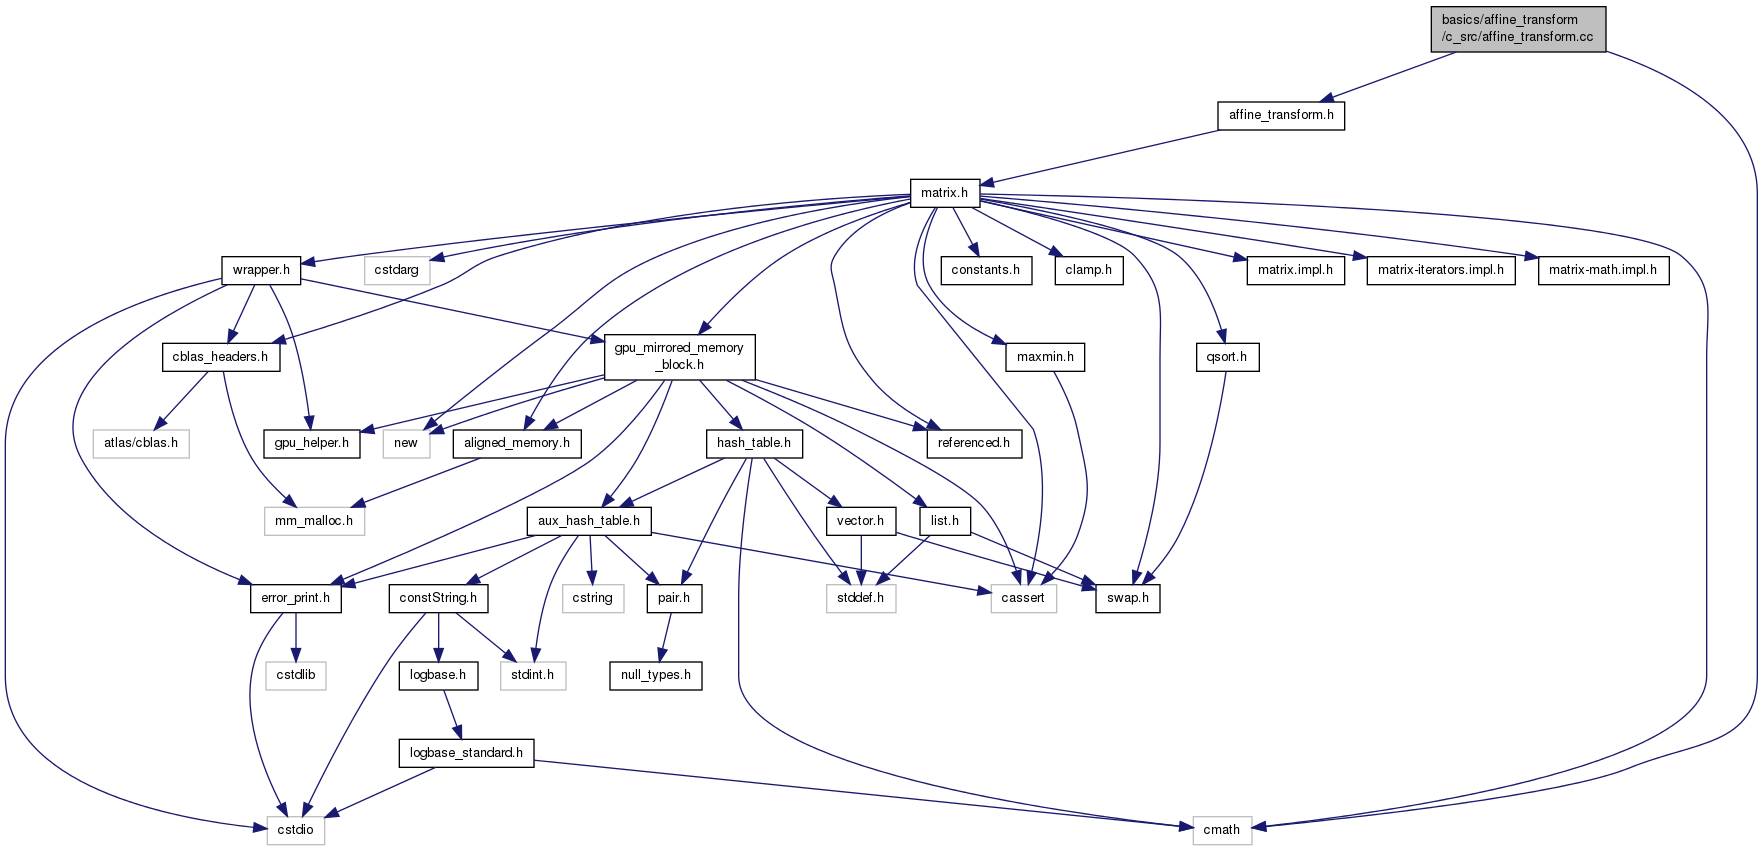 basics/affine_transform
/c_src/affine_transform.cc
affine_transform.h
matrix.h
wrapper.h
cstdarg
constants.h
clamp.h
matrix.impl.h
matrix-iterators.impl.h
matrix-math.impl.h
cblas_headers.h
gpu_mirrored_memory
_block.h
maxmin.h
qsort.h
atlas/cblas.h
gpu_helper.h
new
aligned_memory.h
hash_table.h
referenced.h
mm_malloc.h
aux_hash_table.h
vector.h
list.h
error_print.h
constString.h
cstring
pair.h
stddef.h
cassert
swap.h
cstdlib
logbase.h
stdint.h
null_types.h
logbase_standard.h
cstdio
cmath